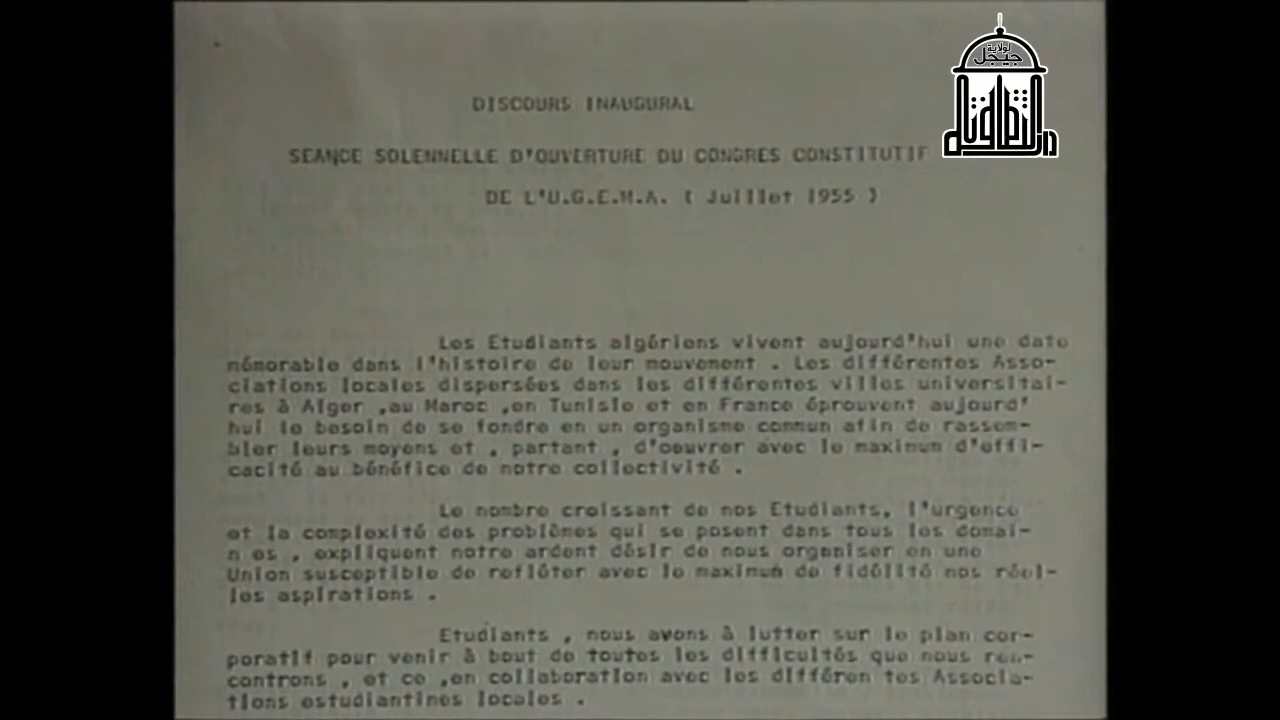 لولاية
جيجل
دار الثقافة
DISCOURS INAUGURAL
SEANCE SOLENNELLE D'OUVERTURE DU CONGRES CONSTITUTIF
DE L'U.G.E.M.A. ( Juillet 1955 )
Les Etudiants algériens vivent aujourd'hui une date
mémorable dans l'histoire de leur mouvement . Les différentes Asso-
ciations locales dispersées dans les différentes villes universitai-
res à Alger ,au Maroc ,en Tunisie et en France éprouvent aujourd'
hui le besoin de se fondre en un organisme commun afin de rassem-
bler leurs moyens et , partant , d'oeuvrer avec le maximum d'effi-
cacité au bénéfice de notre collectivité .
Le nombre croissant de nos Etudiants, l'urgence
et la complexité des problèmes qui se posent dans tous les domai-
n es , expliquent notre ardent désir de nous organiser en une
Union susceptible de refléter avec le maximum de fidélité nos réel-
les aspirations .
Etudiants , nous avons à lutter sur le plan cor-
poratif pour venir à bout de toutes les difficultés que nous ren-
controns , et ce ,en collaboration avec les différen tes Associa-
tions estudiantines locales .